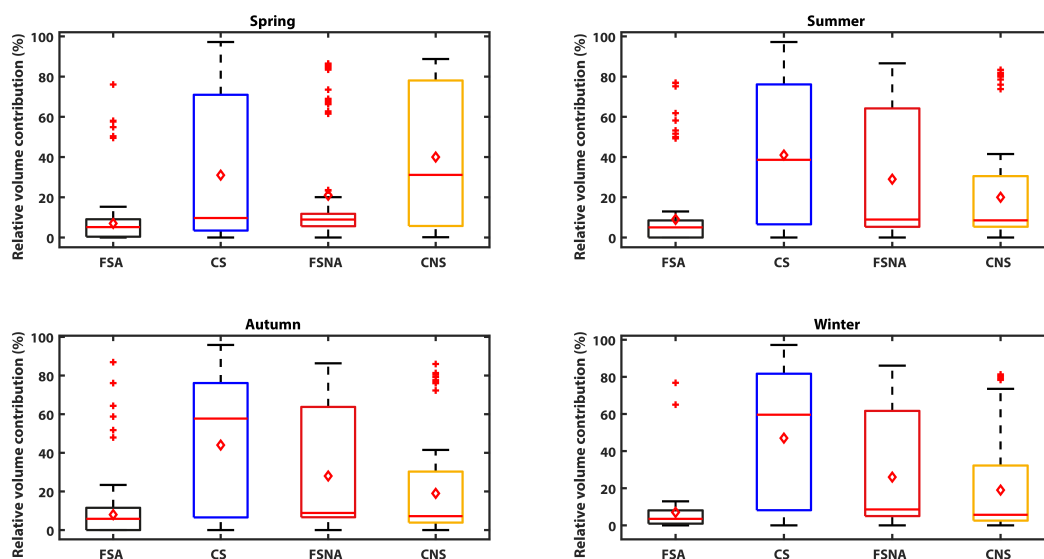 Spring
Relative volume contribution (%)
100
80
60
40
20
0
FSA CS FSNA CNS
Summer
Relative volume contribution (%)
100
80
60
40
20
0
FSA CS FSNA CNS
Autumn
Relative volume contribution (%)
100
80
60
40
20
0
FSA CS FSNA CNS
Winter
Relative volume contribution (%)
100
80
60
40
20
0
FSA CS FSNA CNS